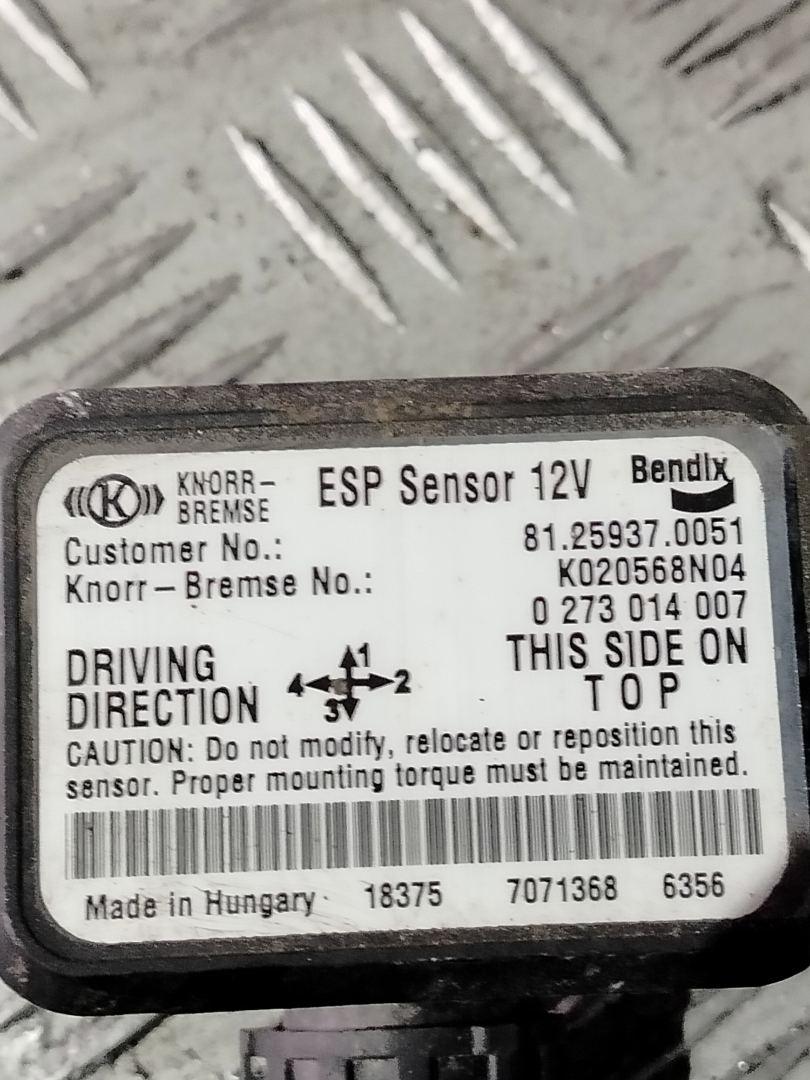 K KNORR-BREMSE ESP Sensor 12V Bendix
Customer No.: 81.25937.0051
Knorr-Bremse No.: K020568N04
0 273 014 007
DRIVING DIRECTION 1 2 3 4
THIS SIDE ON TOP
CAUTION: Do not modify, relocate or reposition this
sensor. Proper mounting torque must be maintained.
Made in Hungary 18375 7071368 6356